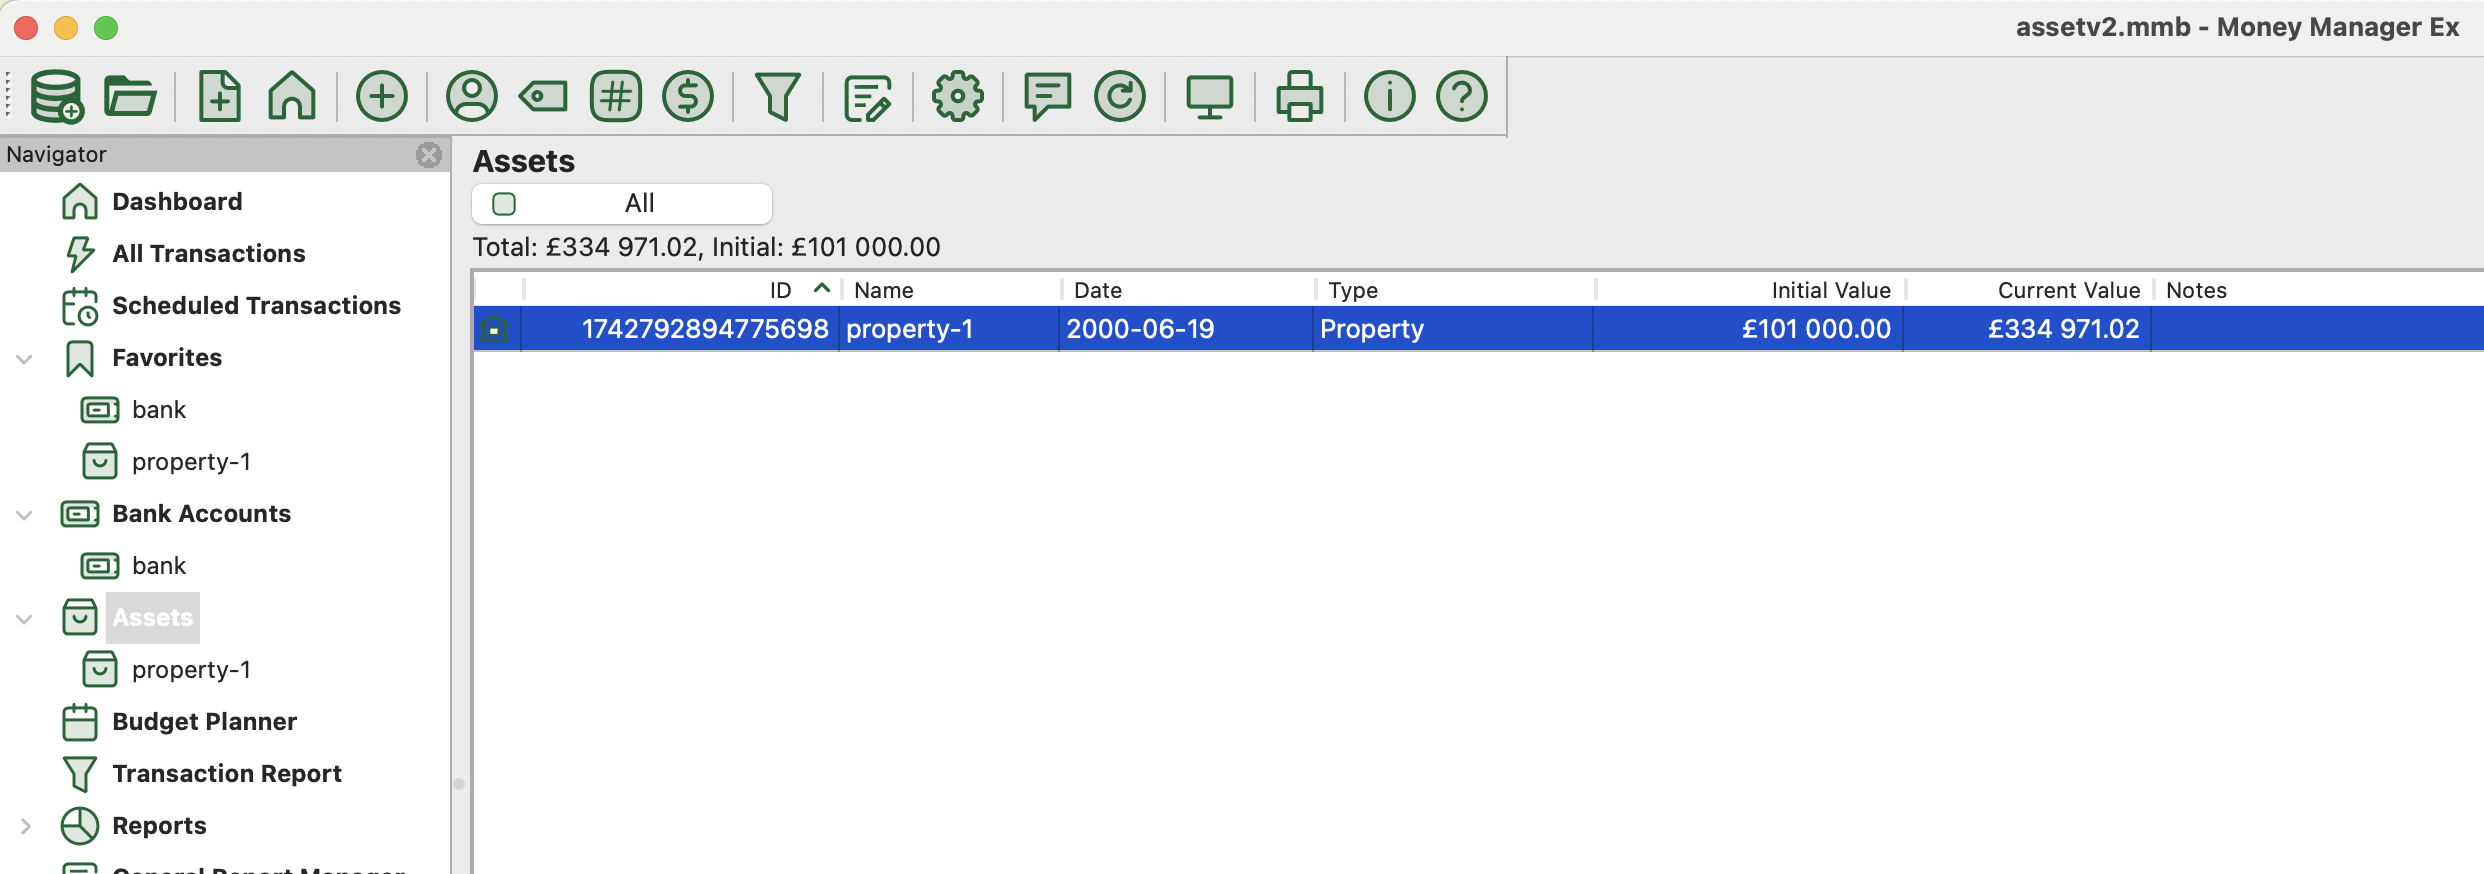 assetv2.mmb - Money Manager Ex
Navigator
Dashboard
All Transactions
Scheduled Transactions
Favorites
bank
property-1
Bank Accounts
bank
Assets
property-1
Budget Planner
Transaction Report
Reports
General Report Manager
Assets
All
Total: £334 971.02, Initial: £101 000.00
ID Name Date Type Initial Value Current Value Notes
1742792894775698 property-1 2000-06-19 Property £101 000.00 £334 971.02